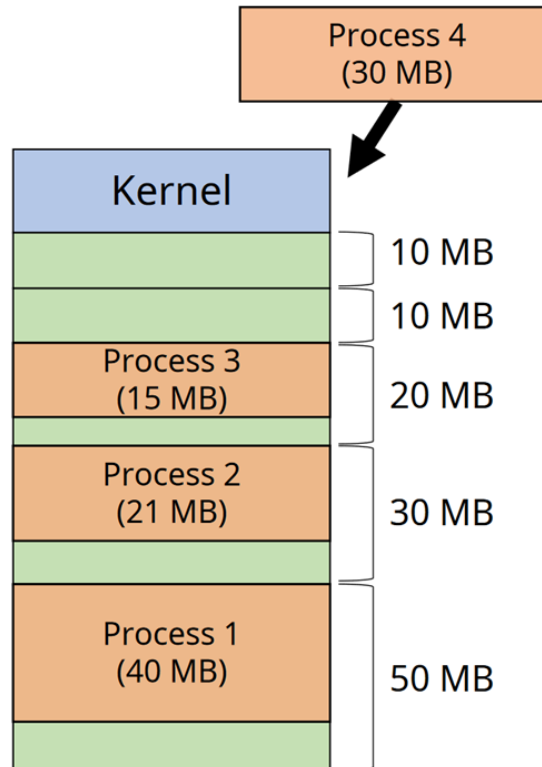 Process 4
(30 MB)
Kernel
10 MB
10 MB
Process 3
(15 MB)
20 MB
Process 2
(21 MB)
30 MB
Process 1
(40 MB)
50 MB